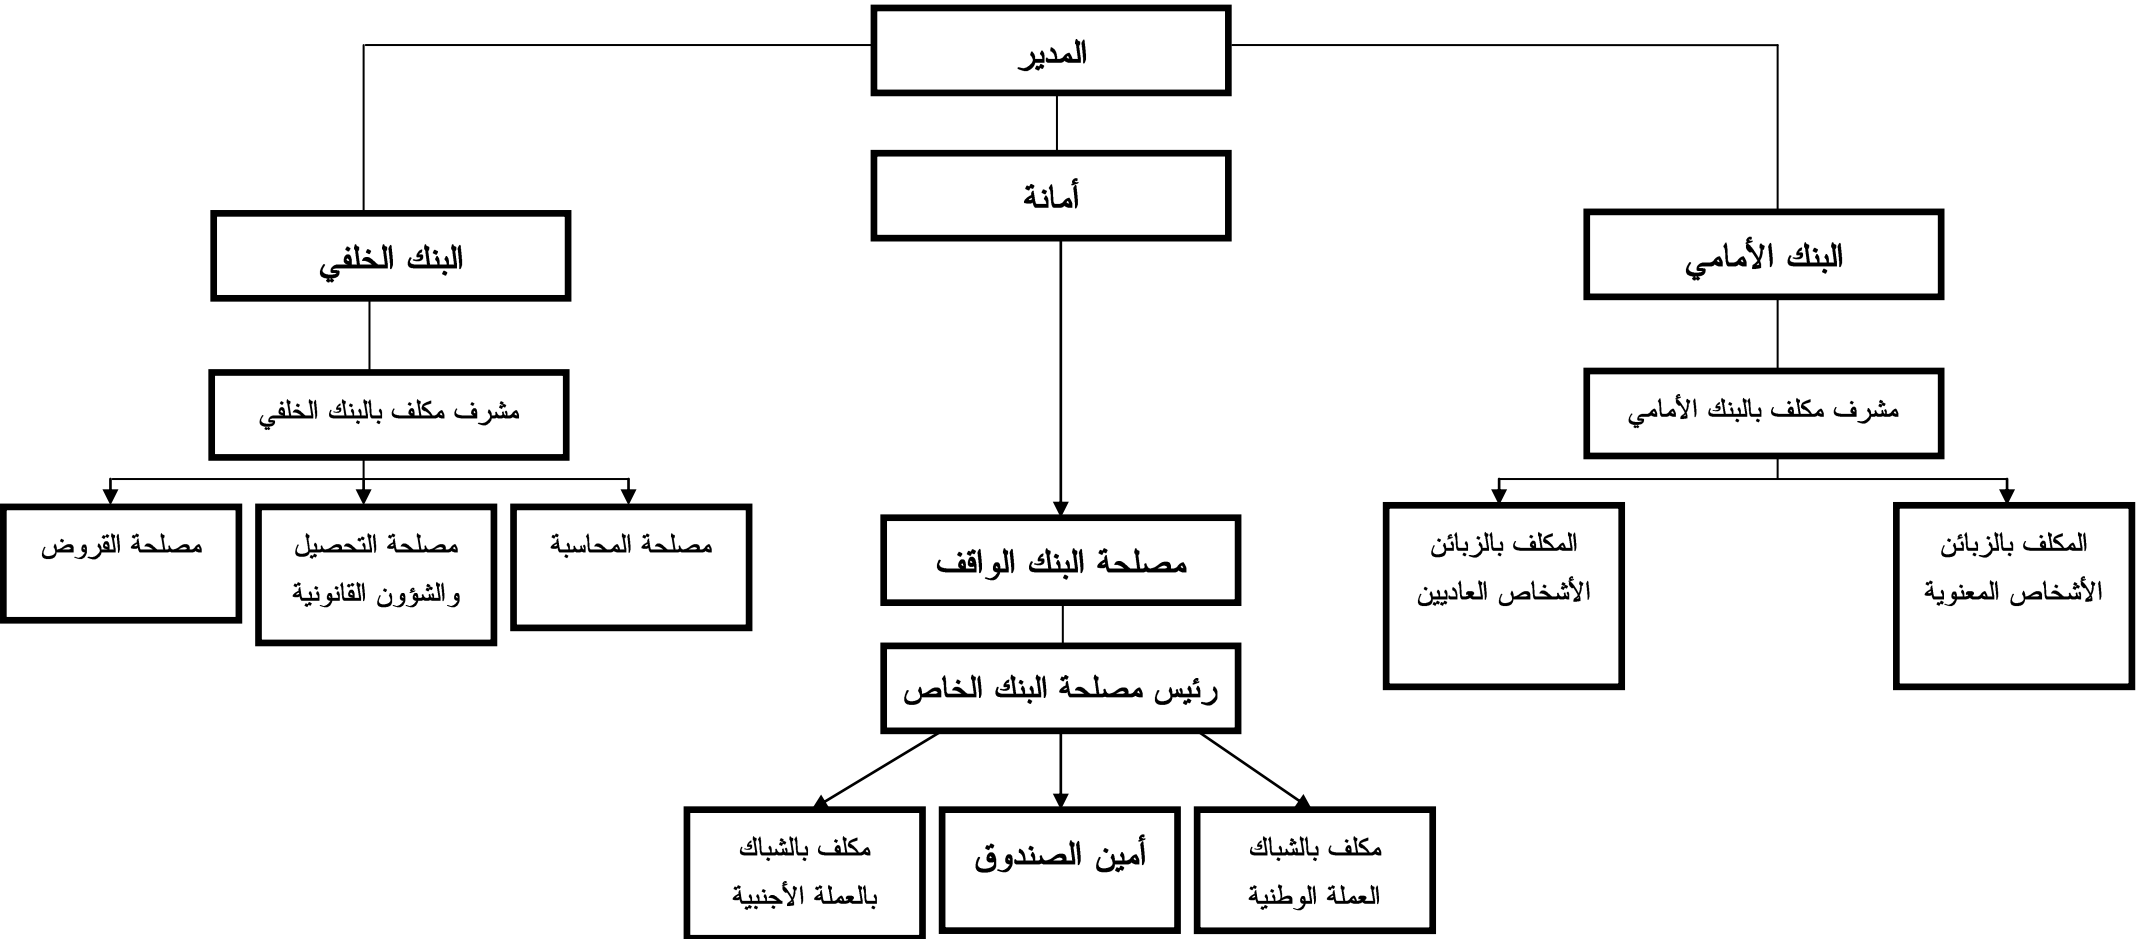 المدير
أمانة
البنك الأمامي
البنك الخلفي
مشرف مكلف بالبنك الأمامي
مشرف مكلف بالبنك الخلفي
المكلف بالزبائن
الأشخاص المعنوية
المكلف بالزبائن
الأشخاص العاديين
مصلحة البنك الواقف
مصلحة المحاسبة
مصلحة التحصيل
والشؤون القانونية
مصلحة القروض
رئيس مصلحة البنك الخاص
مكلف بالشباك
العملة الوطنية
أمين الصندوق
مكلف بالشباك
بالعملة الأجنبية